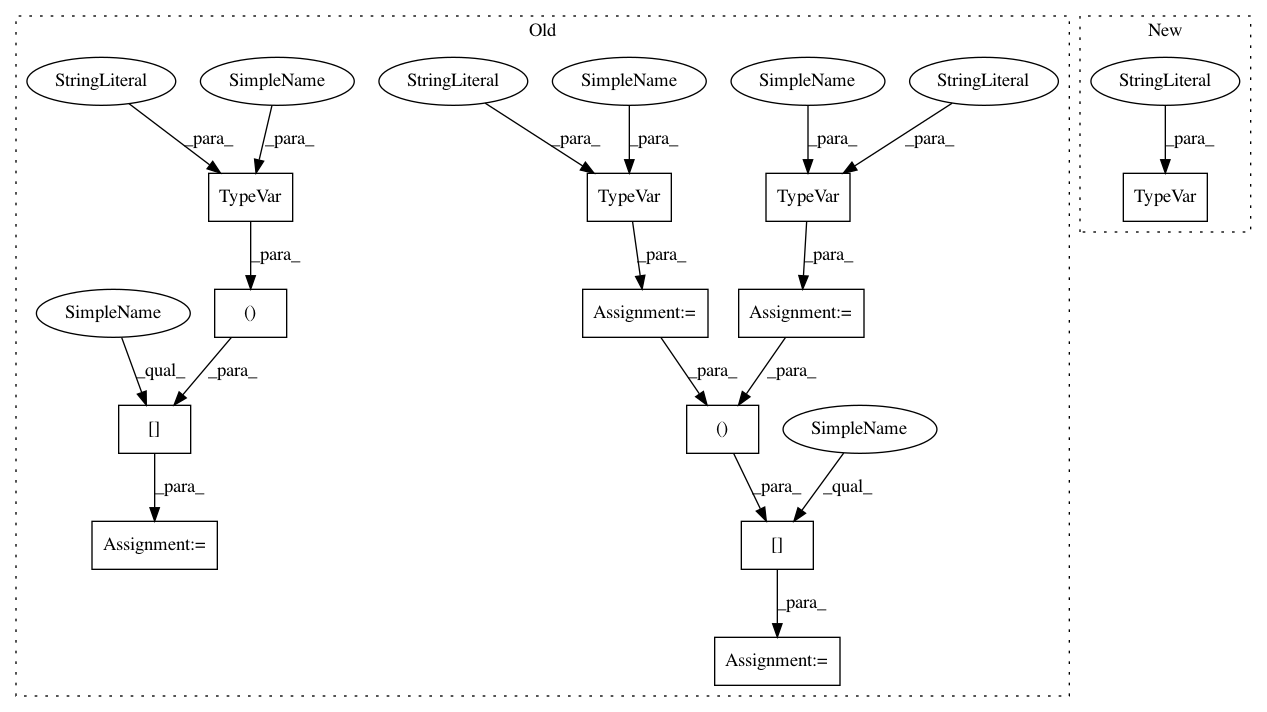 Old
New
StringLiteral
SimpleName
StringLiteral
SimpleName
SimpleName
StringLiteral
StringLiteral
_para_
_para_
_para_
_para_
_para_
_para_
_para_
TypeVar
TypeVar
TypeVar
TypeVar
_para_
_para_
_para_
SimpleName
()
Assignment:=
Assignment:=
_qual_
_para_
_para_
_para_
[]
()
SimpleName
_para_
_para_
_qual_
Assignment:=
[]
_para_
Assignment:=